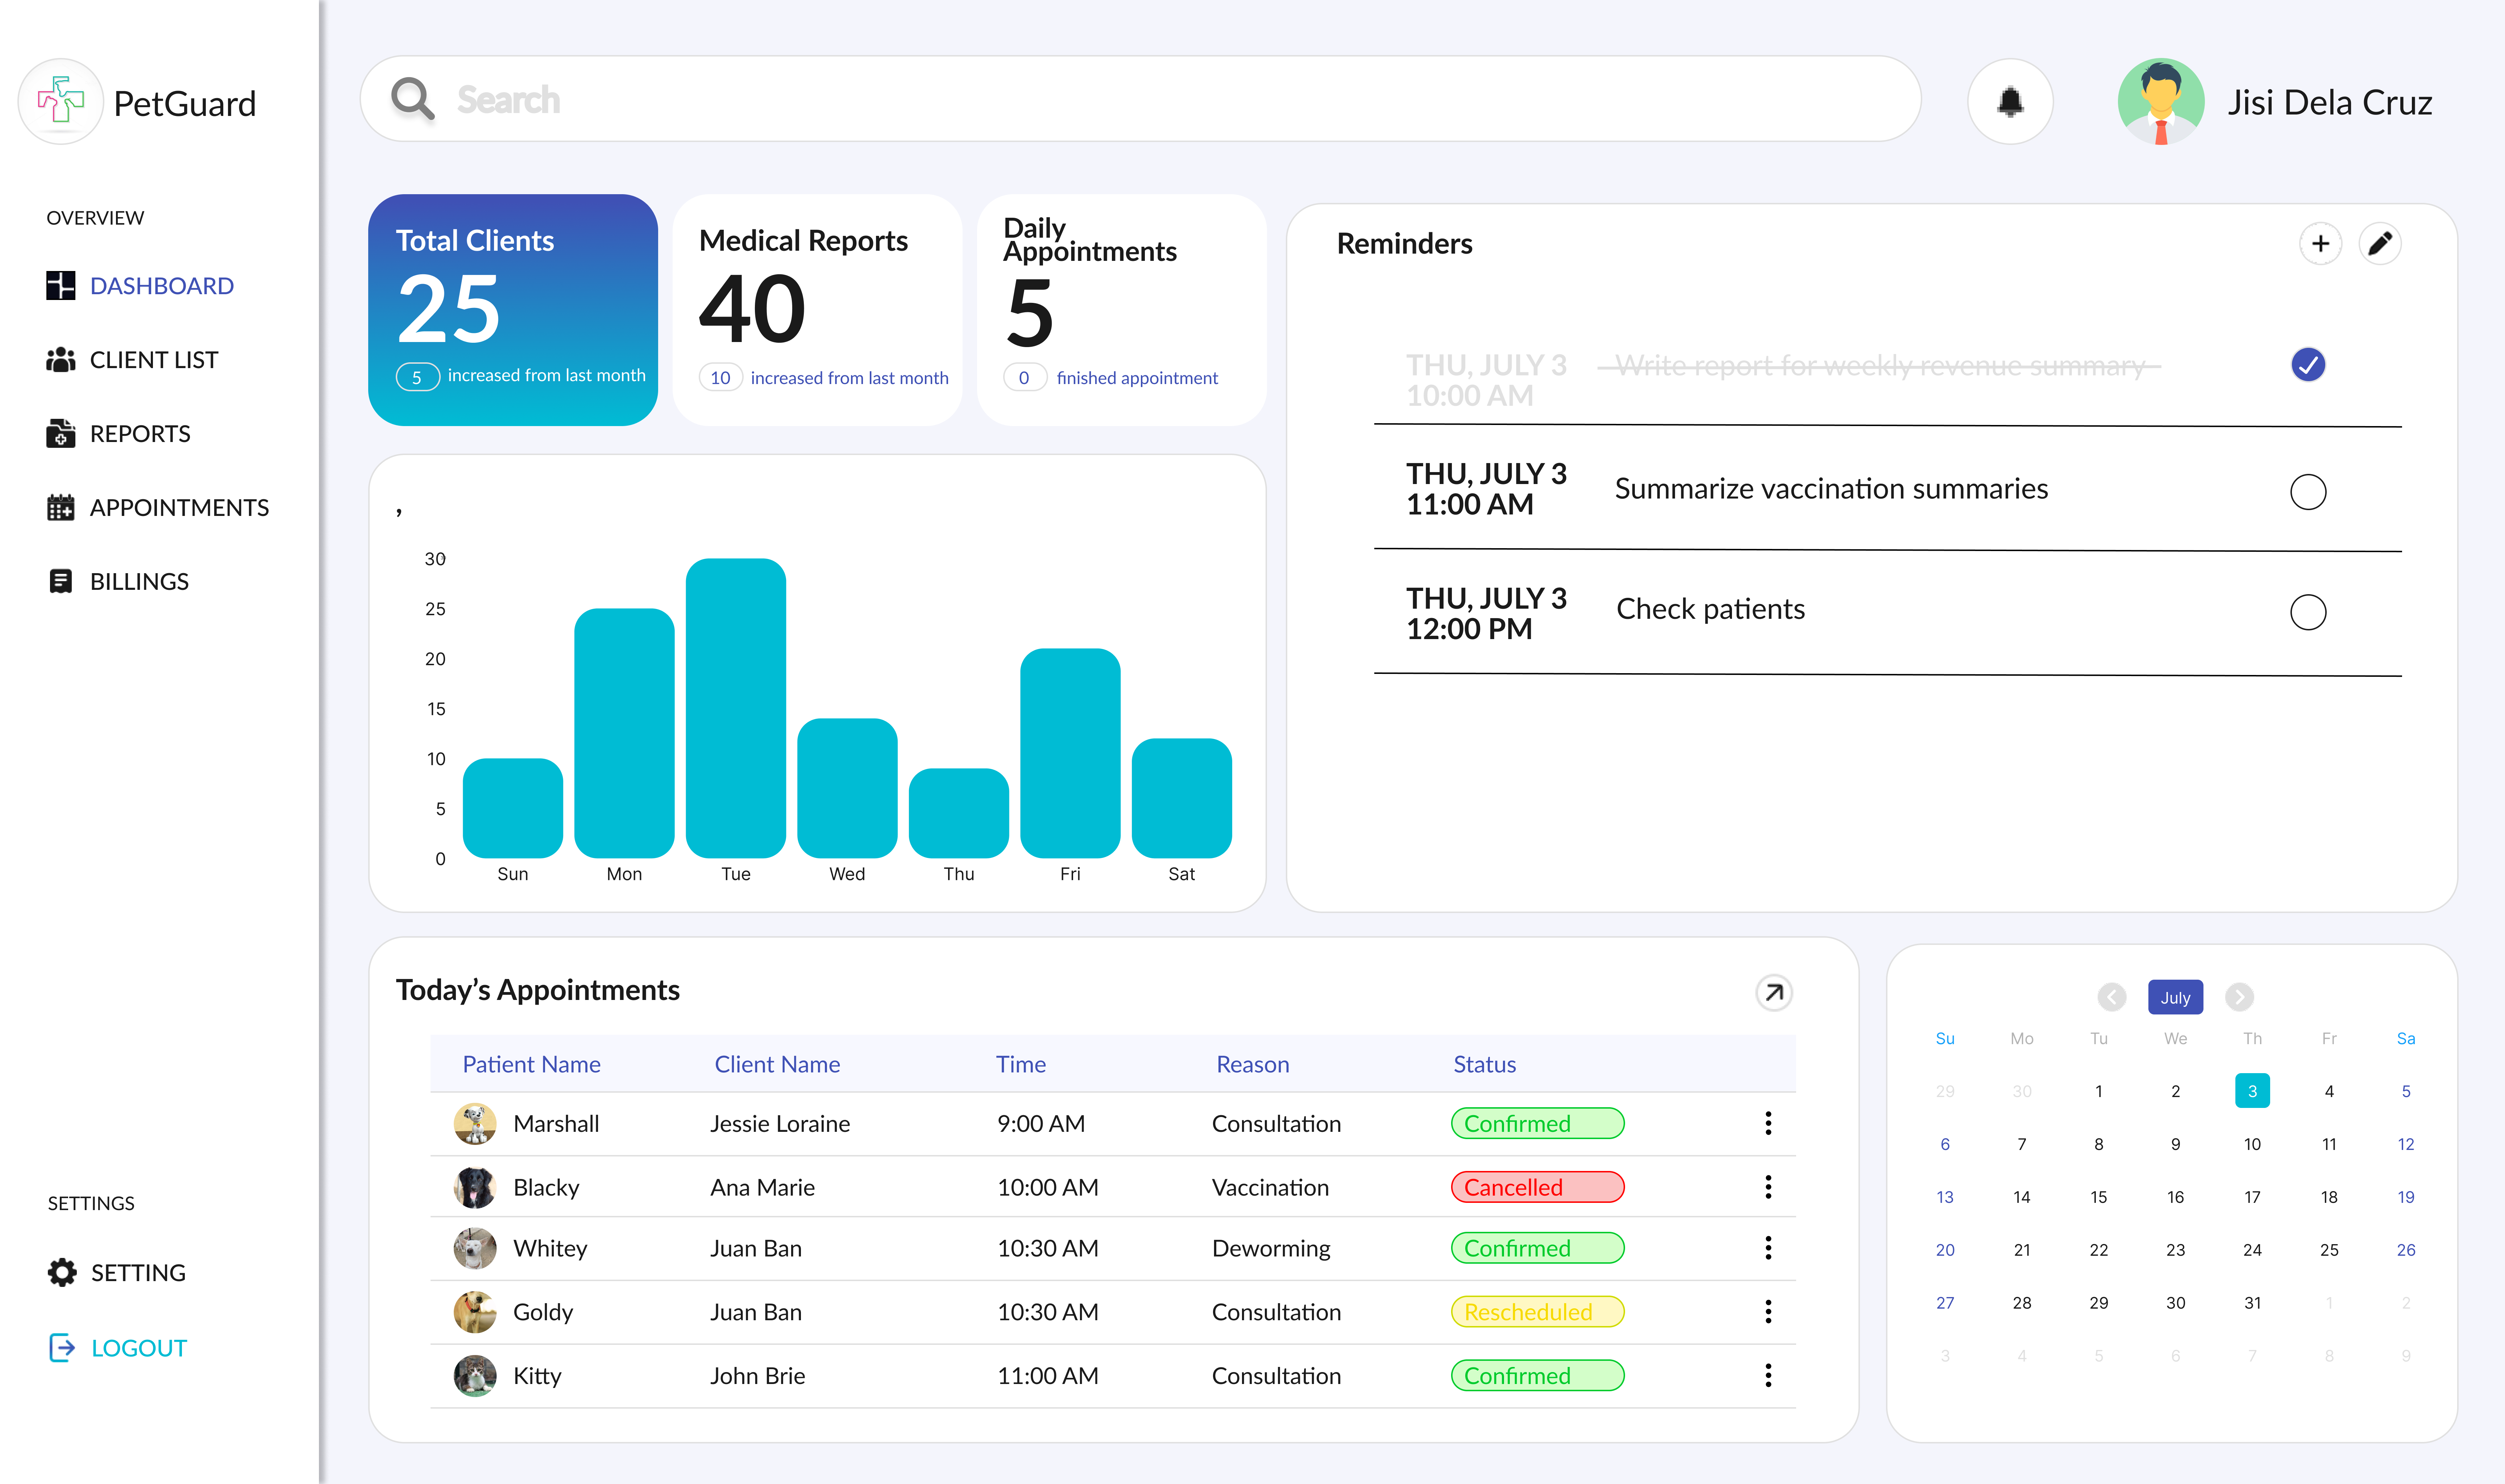 PetGuard
OVERVIEW
DASHBOARD
CLIENT LIST
REPORTS
APPOINTMENTS
BILLINGS
SETTINGS
SETTING
LOGOUT
Search
Jisi Dela Cruz
Total Clients
25
5 increased from last month
Medical Reports
40
10 increased from last month
Daily
Appointments
5
0 finished appointment
,
30
25
20
15
10
5
0
Sun Mon Tue Wed Thu Fri Sat
Reminders
THU, JULY 3 Write report for weekly revenue summary
10:00 AM
THU, JULY 3
11:00 AM
Summarize vaccination summaries
THU, JULY 3
12:00 PM
Check patients
Today’s Appointments
Patient Name Client Name Time Reason Status
Marshall Jessie Loraine 9:00 AM Consultation Confirmed
Blacky Ana Marie 10:00 AM Vaccination Cancelled
Whitey Juan Ban 10:30 AM Deworming Confirmed
Goldy Juan Ban 10:30 AM Consultation Rescheduled
Kitty John Brie 11:00 AM Consultation Confirmed
July
Su Mo Tu We Th Fr Sa
29 30 1 2 3 4 5
6 7 8 9 10 11 12
13 14 15 16 17 18 19
20 21 22 23 24 25 26
27 28 29 30 31 1 2
3 4 5 6 7 8 9